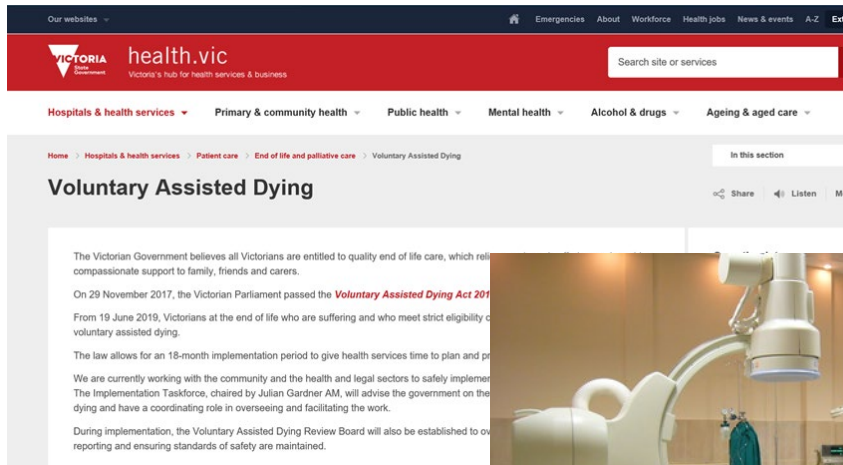 Our websites
Emergencies About Workforce Health jobs News & events A-Z
VICTORIA
State
Government
health.vic
Victoria's hub for health services & business
Search site or services
Hospitals & health services Primary & community health Public health Mental health Alcohol & drugs Ageing & aged care
Home > Hospitals & health services > Patient care > End of life and palliative care > Voluntary Assisted Dying
In this section
Voluntary Assisted Dying
Share Listen
The Victorian Government believes all Victorians are entitled to quality end of life care, which
compassionate support to family, friends and carers.
On 29 November 2017, the Victorian Parliament passed the Voluntary Assisted Dying Act 201
From 19 June 2019, Victorians at the end of life who are suffering and who meet strict eligibility
voluntary assisted dying.
The law allows for an 18-month implementation period to give health services time to plan and
We are currently working with the community and the health and legal sectors to safely
The Implementation Taskforce, chaired by Julian Gardner AM, will advise the government on the
dying and have a coordinating role in overseeing and facilitating the work.
During implementation, the Voluntary Assisted Dying Review Board will also be established to
reporting and ensuring standards of safety are maintained.